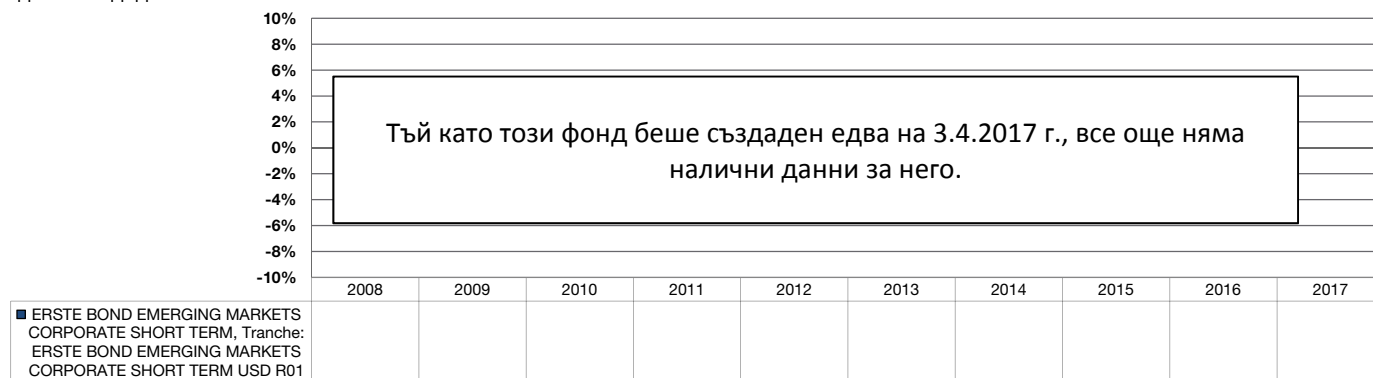 10%
8%
6%
4%
2%
0%
-2%
-4%
-6%
-8%
-10%
Тъй като този фонд беше създаден едва на 3.4.2017 г., все още няма
налични данни за него.
2008 2009 2010 2011 2012 2013 2014 2015 2016 2017
ERSTE BOND EMERGING MARKETS
CORPORATE SHORT TERM, Tranche:
ERSTE BOND EMERGING MARKETS
CORPORATE SHORT TERM USD R01